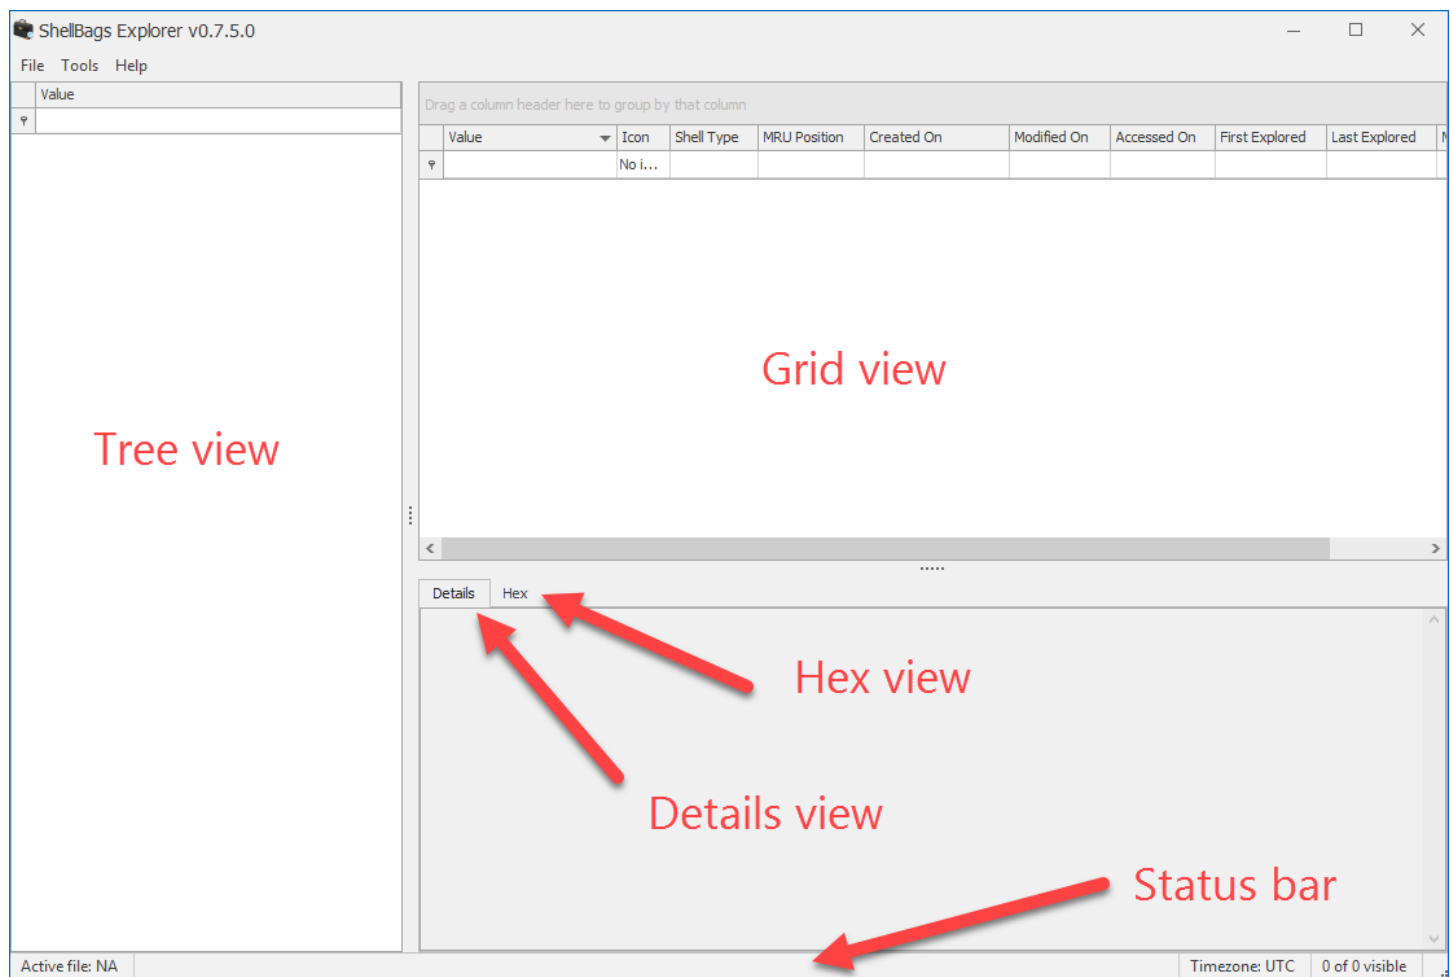 ShellBags Explorer v0.7.5.0
File Tools Help
Value
Drag a column header here to group by that column
Value Icon Shell Type MRU Position Created On Modified On Accessed On First Explored Last Explored
No i...
Grid view
Tree view
Details Hex
Hex view
Details view
Status bar
Active file: NA Timezone: UTC 0 of 0 visible